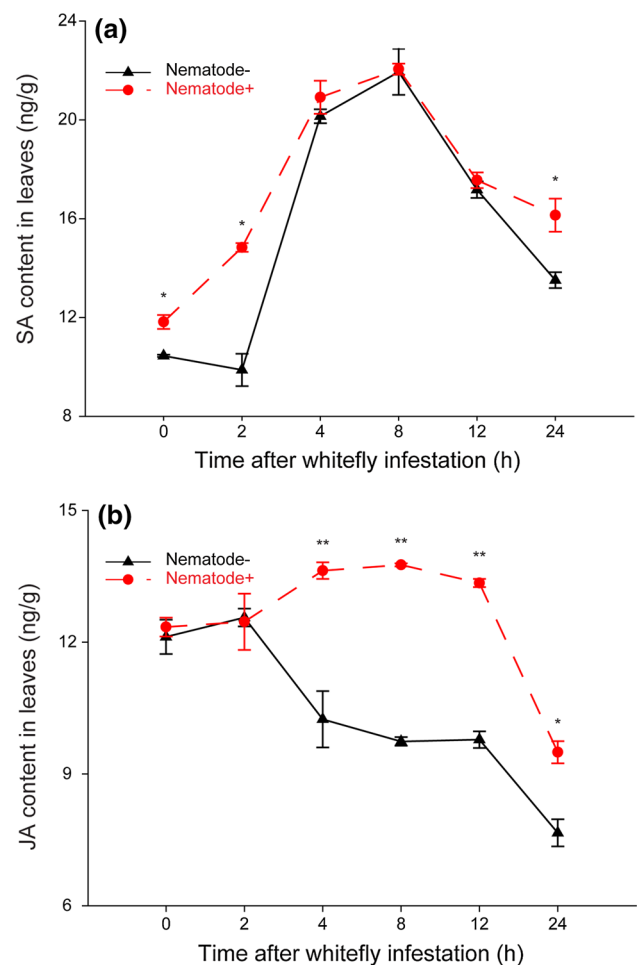 (a)
Nematode-
Nematode+
SA content in leaves (ng/g)
24
20
16
12
8
*
*
*
0 2 4 8 12 24
Time after whitefly infestation (h)
(b)
Nematode-
Nematode+
JA content in leaves (ng/g)
15
12
9
6
** ** **
*
0 2 4 8 12 24
Time after whitefly infestation (h)